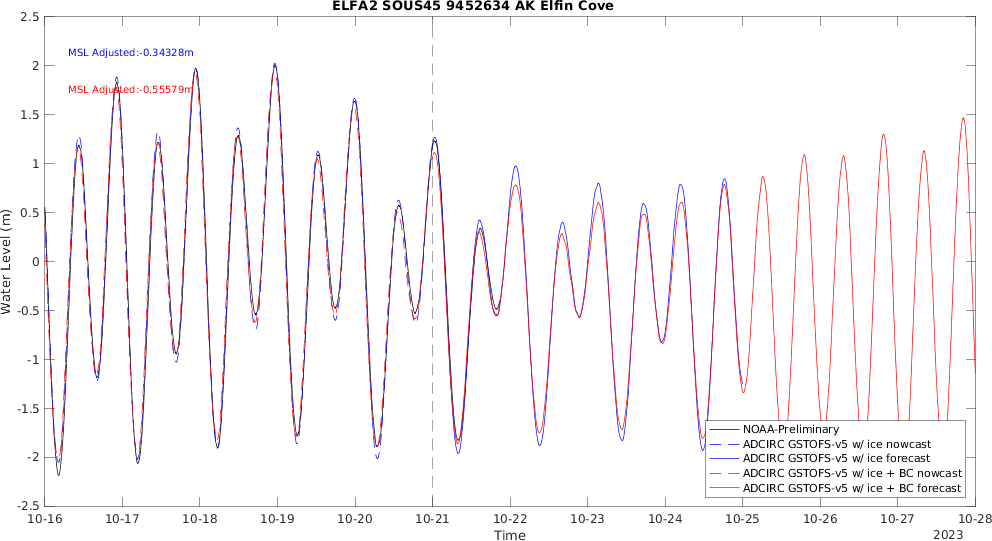 ELFA2 SOUS45 9452634 AK Elfin Cove
MSL Adjusted:-0.34328m
MSL Adjusted:-0.55579m
Water Level (m)
2.5
2
1.5
1
0.5
0
-0.5
-1
-1.5
-2
-2.5
NOAA-Preliminary
ADCIRC GSTOFS-v5 w/ ice nowcast
ADCIRC GSTOFS-v5 w/ ice forecast
ADCIRC GSTOFS-v5 w/ ice + BC nowcast
ADCIRC GSTOFS-v5 w/ ice + BC forecast
10-16 10-17 10-18 10-19 10-20 10-21 10-22 10-23 10-24 10-25 10-26 10-27 10-28
Time
2023